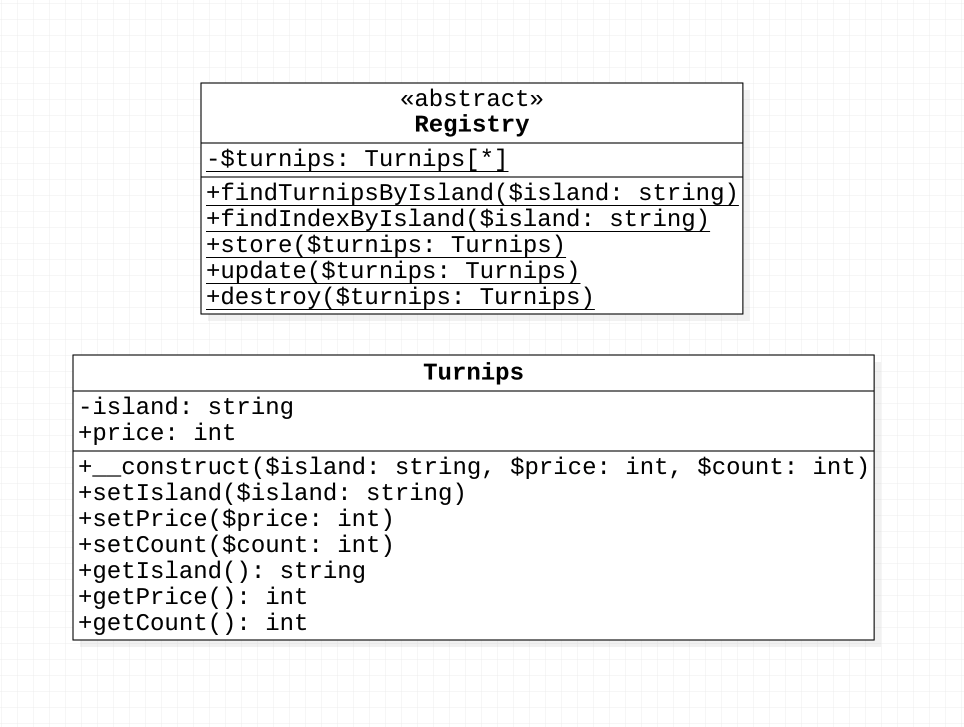 «abstract»
Registry
-$turnips: Turnips[*]
+findTurnipsByIsland($island: string)
+findIndexByIsland($island: string)
+store($turnips: Turnips)
+update($turnips: Turnips)
+destroy($turnips: Turnips)
Turnips
-island: string
+price: int
+__construct($island: string, $price: int, $count: int)
+setIsland($island: string)
+setPrice($price: int)
+setCount($count: int)
+getIsland(): string
+getPrice(): int
+getCount(): int